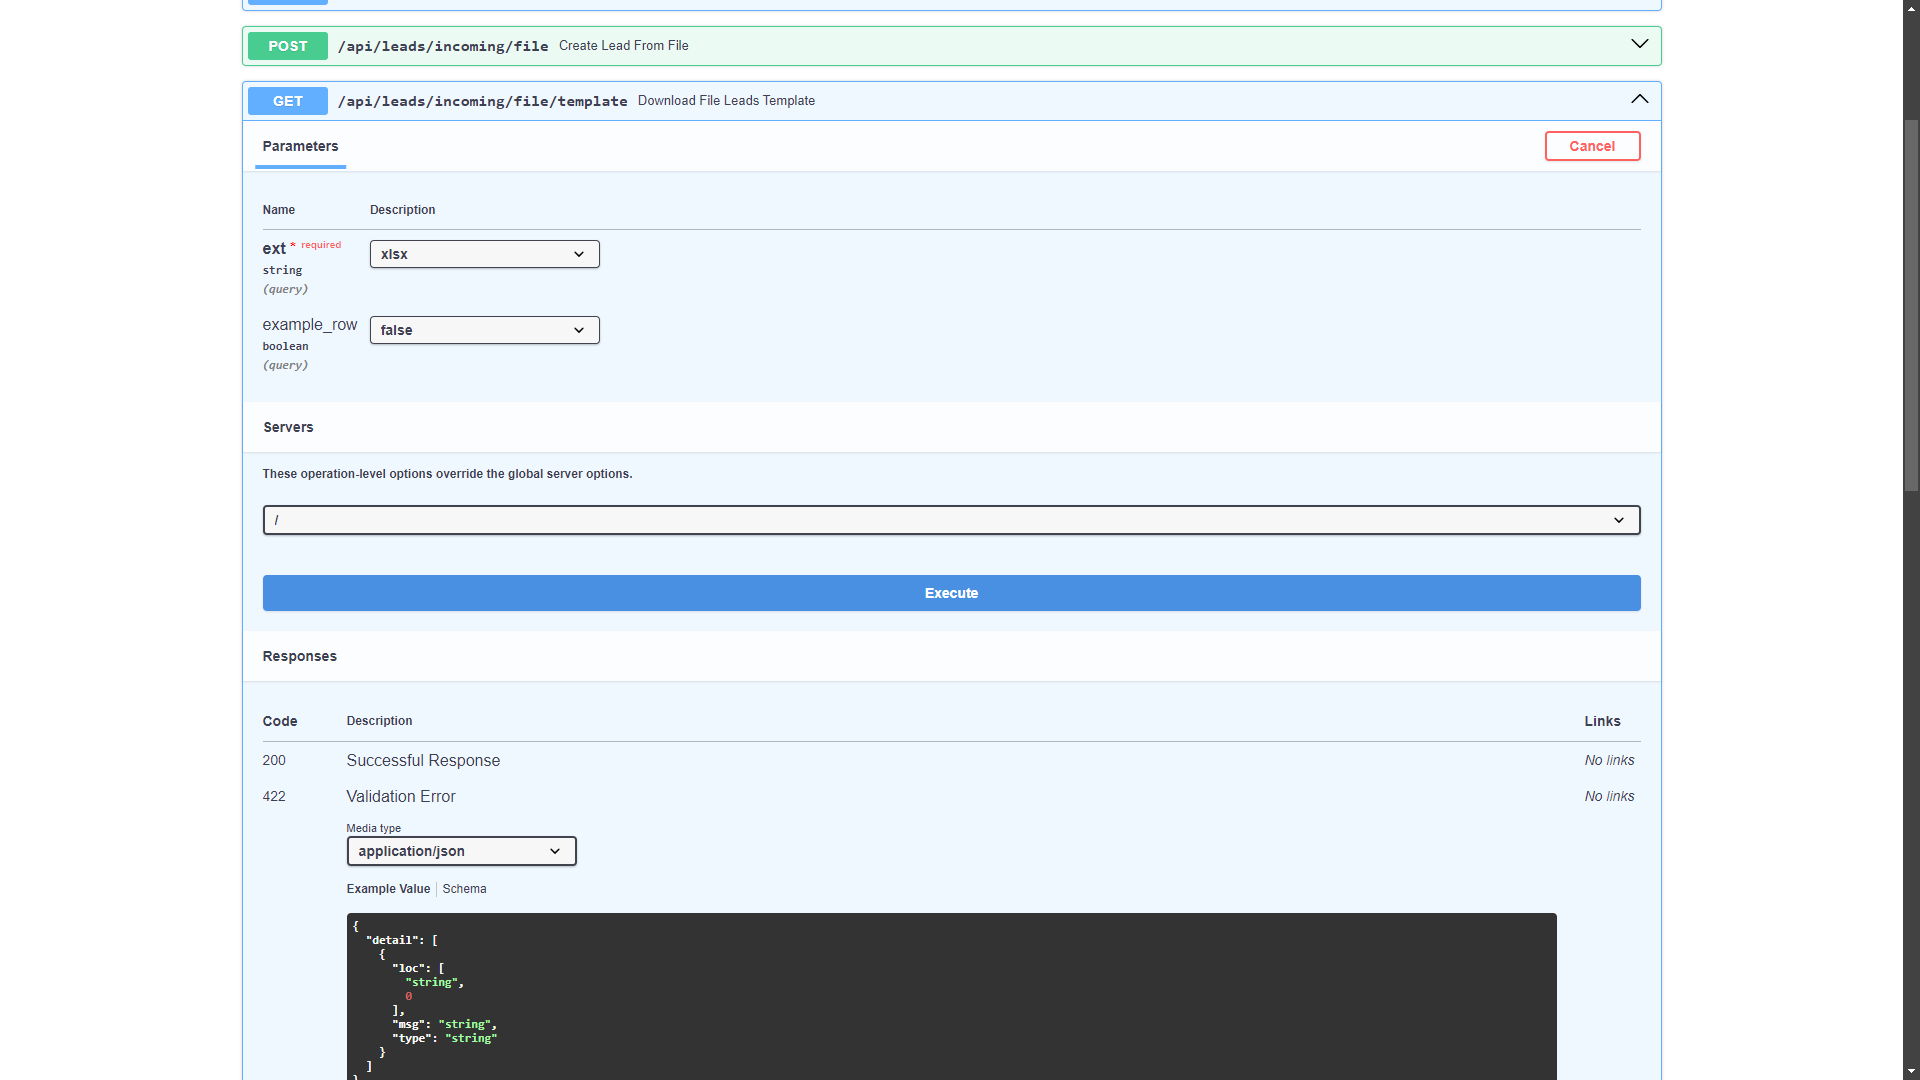 POST /api/leads/incoming/file Create Lead From File
GET /api/leads/incoming/file/template Download File Leads Template
Parameters
Cancel
Name Description
ext * required
xlsx
string
(query)
example_row
false
boolean
(query)
Servers
These operation-level options override the global server options.
/
Execute
Responses
Code Description Links
200 Successful Response No links
422 Validation Error No links
Media type
application/json
Example Value Schema
{
  "detail": [
    {
      "loc": [
        "string",
        0
      ],
      "msg": "string",
      "type": "string"
    }
  ]
}